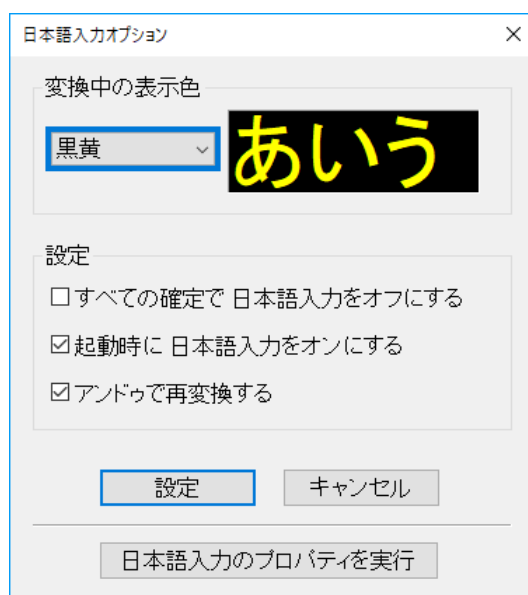 日本語入力オプション
変換中の表示色
黒黄
あいう
設定
すべての確定で 日本語入力をオフにする
起動時に 日本語入力をオンにする
アンドゥで再変換する
設定 キャンセル
日本語入力のプロパティを実行